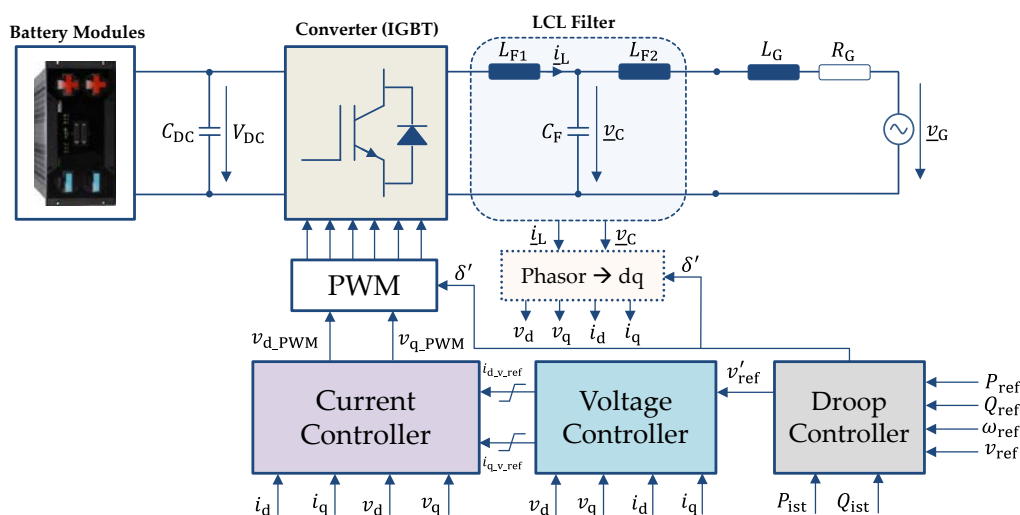 Battery Modules
Converter (IGBT)
LCL Filter
L_F1
i_L
L_F2
L_G
R_G
C_DC
V_DC
C_F
v_C
v_G
i_L
v_C
PWM
δ'
Phasor → dq
δ'
v_d
v_q
i_d
i_q
v_d_PWM
v_q_PWM
Current
Controller
i_d_v_ref
i_q_v_ref
Voltage
Controller
v'_ref
Droop
Controller
P_ref
Q_ref
ω_ref
v_ref
i_d
i_q
v_d
v_q
v_d
v_q
i_d
i_q
P_ist
Q_ist